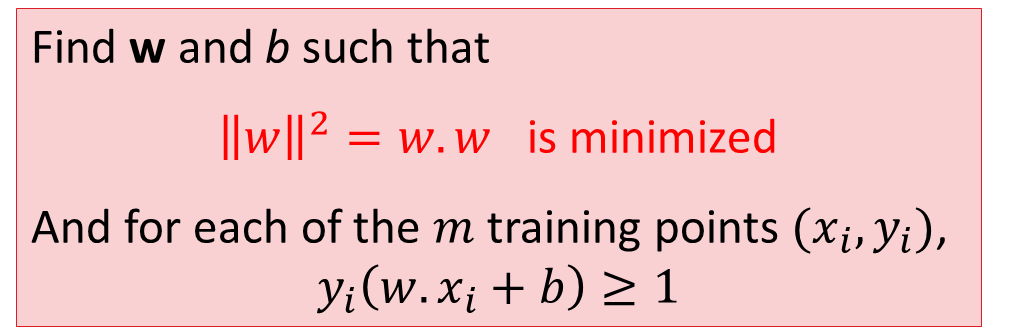 Find w and b such that
‖w‖² = w.w is minimized
And for each of the m training points (xᵢ, yᵢ),
yᵢ(w.xᵢ + b) ≥ 1